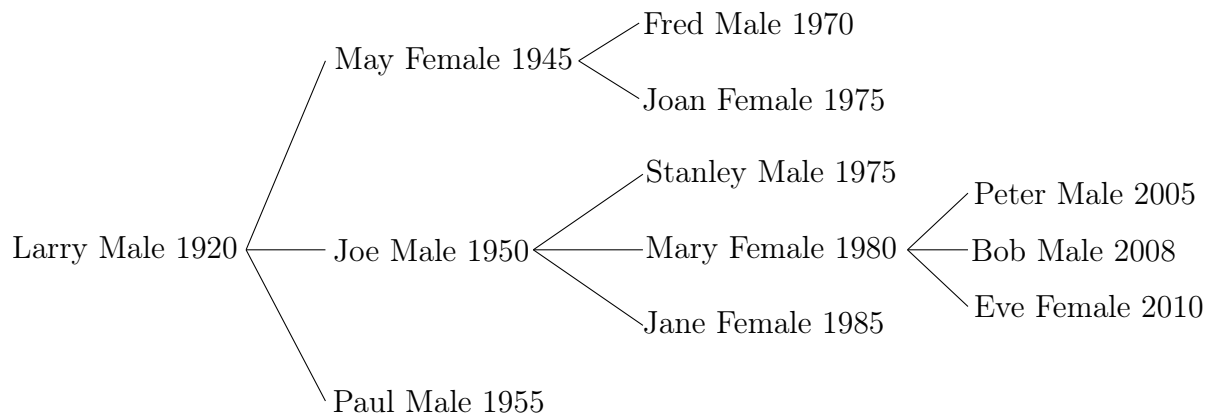 Fred Male 1970
May Female 1945
Joan Female 1975
Stanley Male 1975
Peter Male 2005
Larry Male 1920
Joe Male 1950
Mary Female 1980
Bob Male 2008
Eve Female 2010
Jane Female 1985
Paul Male 1955